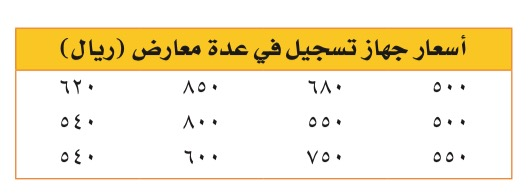 أسعار جهاز تسجيل في عدة معارض (ريال)
٥٠٠ ٦٨٠ ٨٥٠ ٦٢٠
٥٠٠ ٥٥٠ ٨٠٠ ٥٤٠
٥٥٠ ٧٥٠ ٦٠٠ ٥٤٠